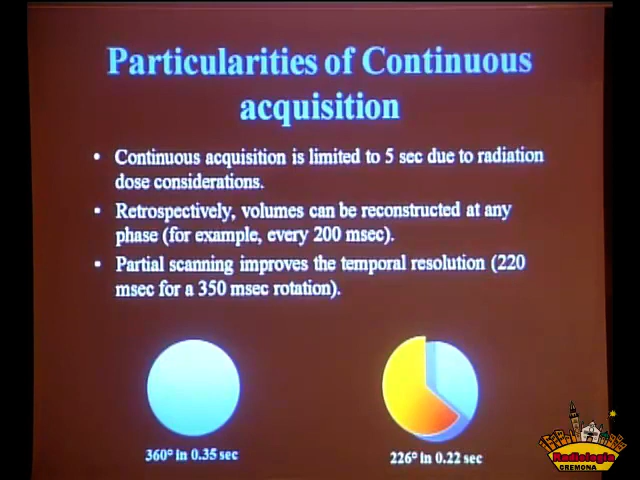 Particularities of Continuous
acquisition
• Continuous acquisition is limited to 5 sec due to radiation
dose considerations.
• Retrospectively, volumes can be reconstructed at any
phase (for example, every 200 msec).
• Partial scanning improves the temporal resolution (220
msec for a 350 msec rotation).
360° in 0.35 sec
226° in 0.22 sec
Radiologia
CREMONA